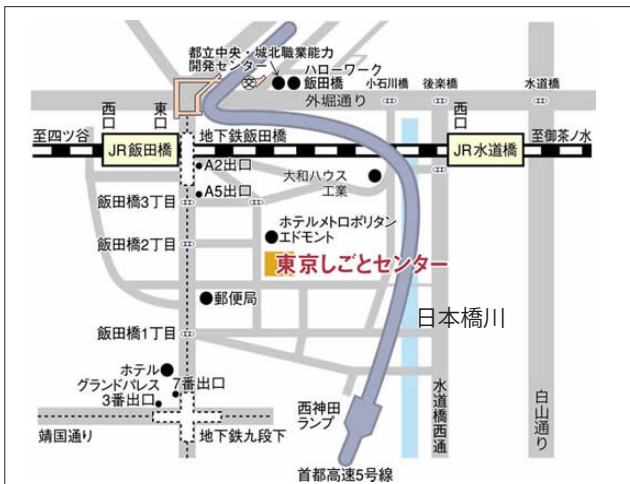 都立中央・城北職業能力
開発センター
ハローワーク
飯田橋
小石川橋
後楽橋
水道橋
外堀通り
西口
東口
西口
至四ツ谷
地下鉄飯田橋
至御茶ノ水
JR飯田橋
JR水道橋
A2出口
大和ハウス
工業
A5出口
飯田橋3丁目
ホテルメトロポリタン
エドモント
飯田橋2丁目
東京しごとセンター
郵便局
日本橋川
飯田橋1丁目
ホテル
グランドパレス
7番出口
3番出口
西神田
ランプ
水道橋西通
白山通り
靖国通り
地下鉄九段下
首都高速5号線